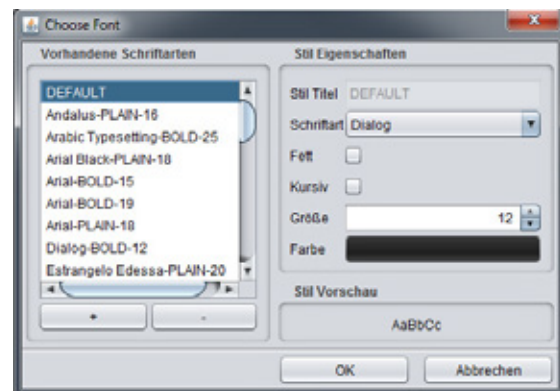 Choose Font
Vorhandene Schriftarten
DEFAULT
Andalus-PLAIN-16
Arabic Typesetting-BOLD-25
Arial Black-PLAIN-18
Arial-BOLD-15
Arial-BOLD-19
Arial-PLAIN-18
Dialog-BOLD-12
Estrangelo Edessa-PLAIN-20
+
-
Stil Eigenschaften
Stil Titel DEFAULT
Schriftart Dialog
Fett
Kursiv
Größe 12
Farbe
Stil Vorschau
AaBbCc
OK Abbrechen